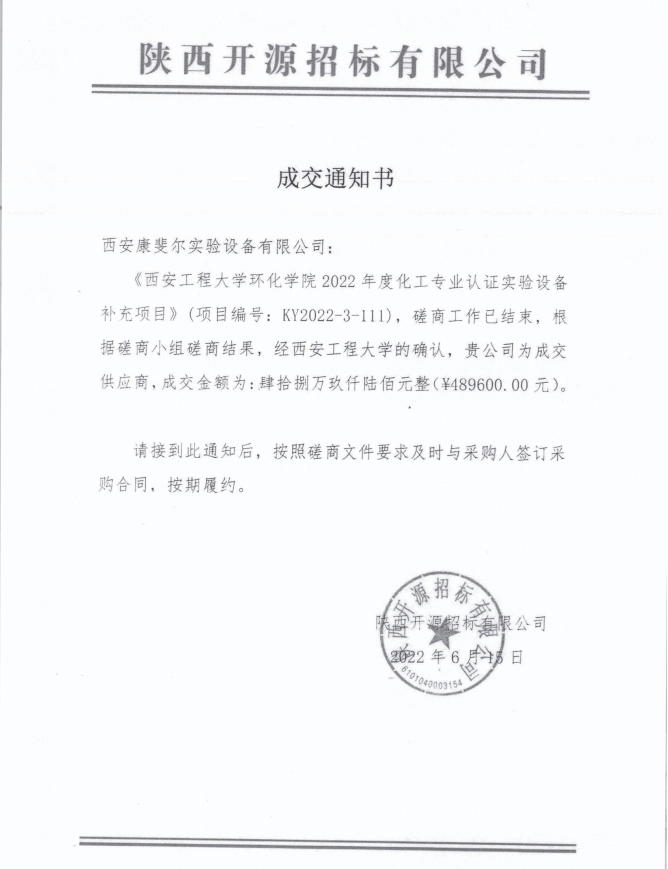 陕西开源招标有限公司
成交通知书
西安康斐尔实验设备有限公司：
《西安工程大学环化学院 2022 年度化工专业认证实验设备
补充项目》(项目编号：KY2022-3-111)，磋商工作已结束，根
据磋商小组磋商结果，经西安工程大学的确认，贵公司为成交
供应商，成交金额为：肆拾捌万玖仟陆佰元整(¥489600.00 元)。
请接到此通知后，按照磋商文件要求及时与采购人签订采
购合同，按期履约。
陕西开源招标有限公司
陕西开源招标有限公司
2022 年 6 月 15 日
6101040003154